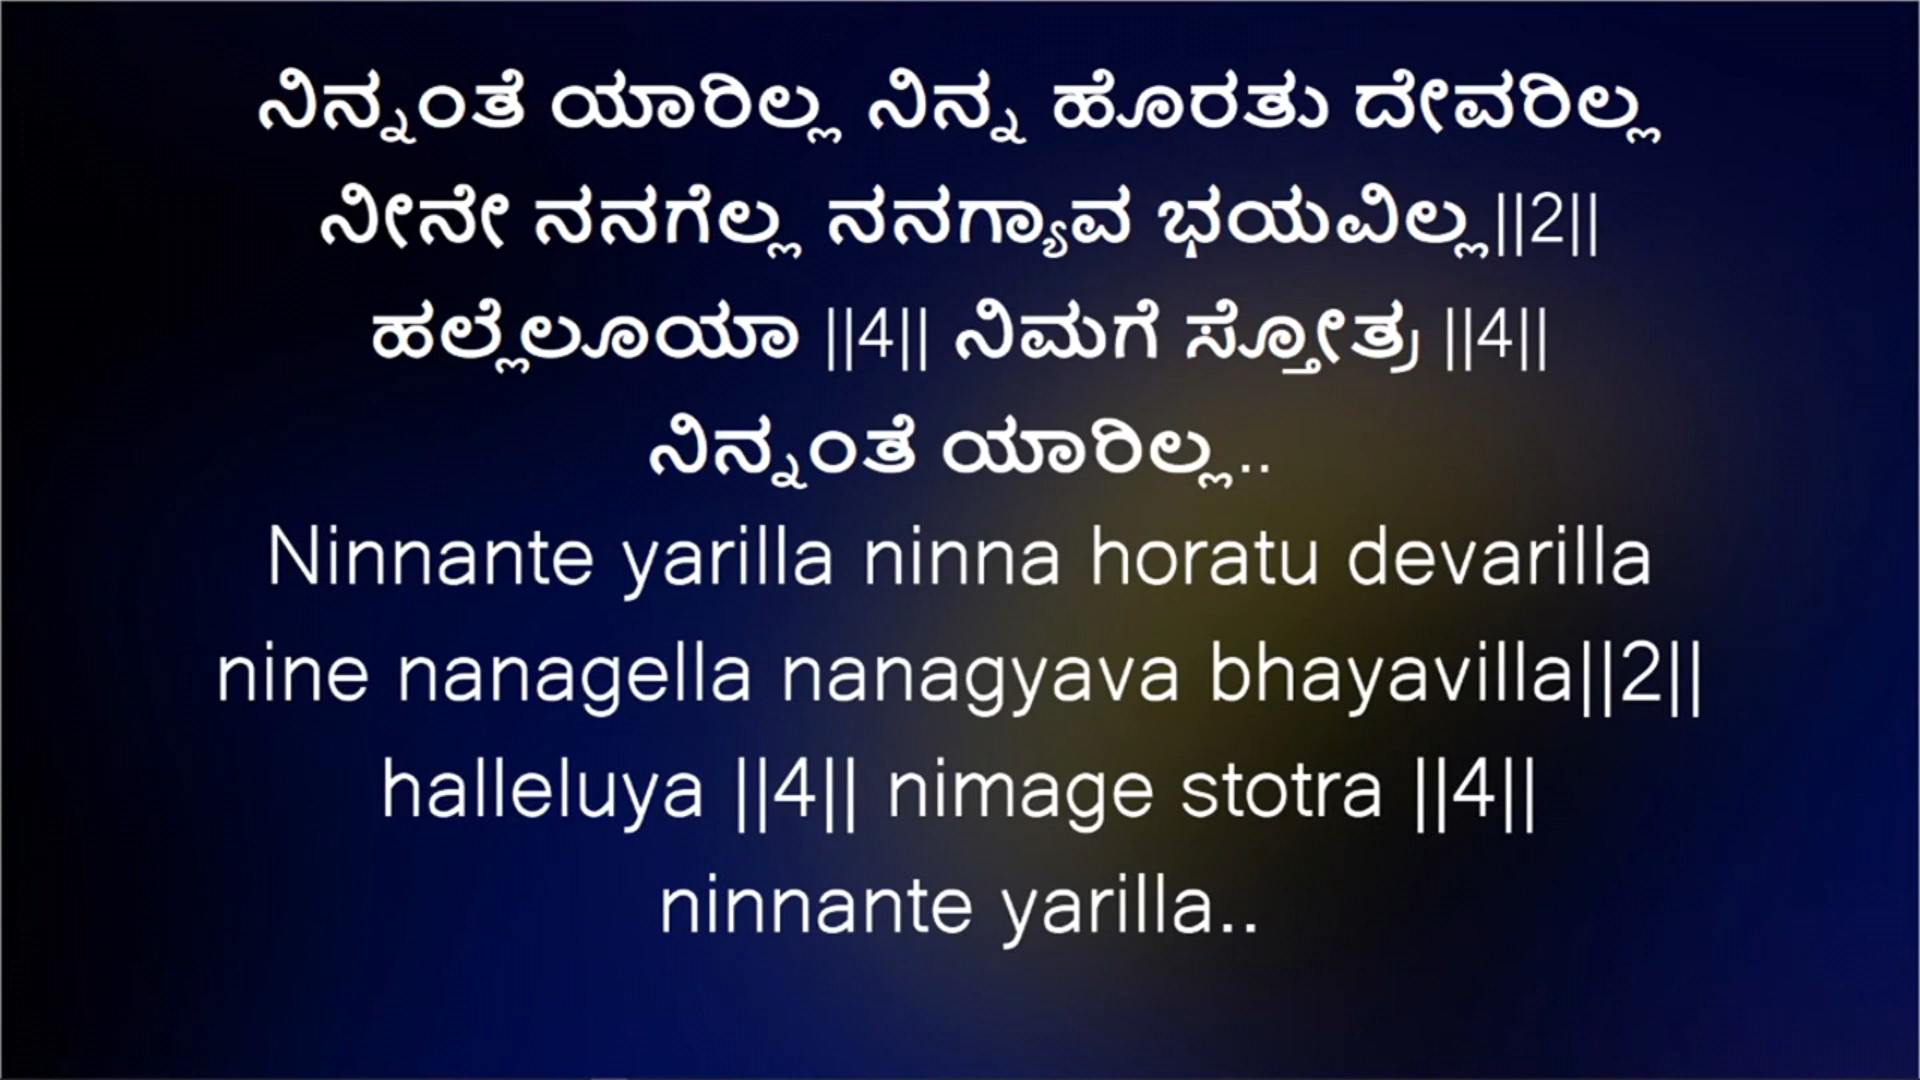 ನಿನ್ನಂತೆ ಯಾರಿಲ್ಲ ನಿನ್ನ ಹೊರತು ದೇವರಿಲ್ಲ
ನೀನೇ ನನಗೆಲ್ಲ ನನಗ್ಯಾವ ಭಯವಿಲ್ಲ||2||
ಹಲ್ಲೆಲೂಯಾ ||4|| ನಿಮಗೆ ಸ್ತೋತ್ರ ||4||
ನಿನ್ನಂತೆ ಯಾರಿಲ್ಲ..
Ninnante yarilla ninna horatu devarilla
nine nanagella nanagyava bhayavilla||2||
halleluya ||4|| nimage stotra ||4||
ninnante yarilla..